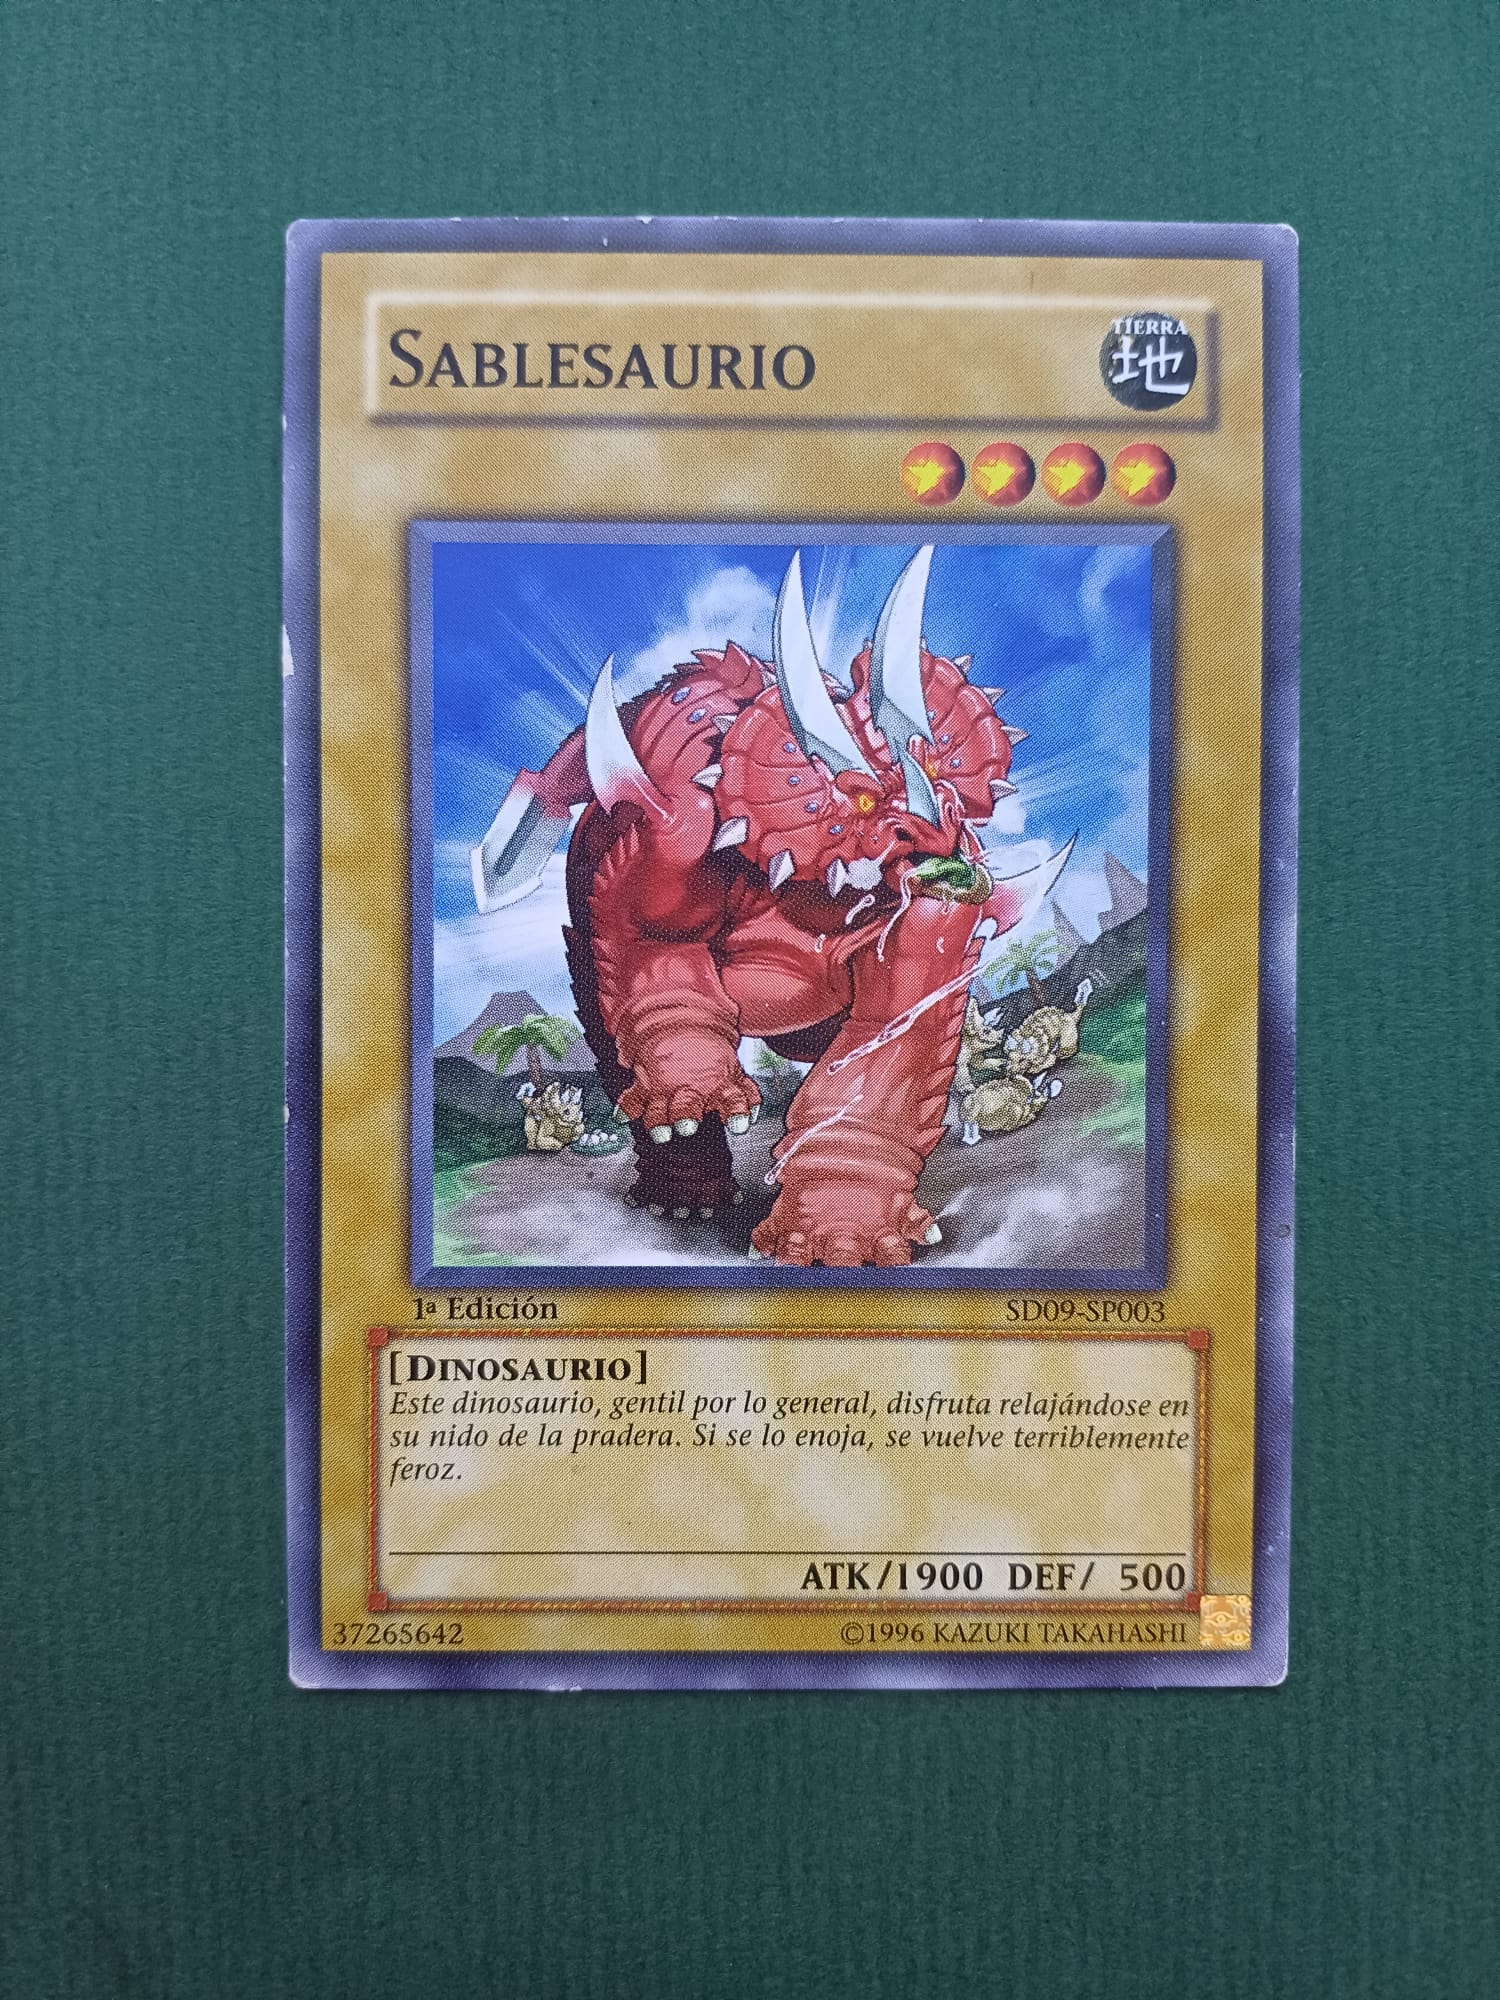 SABLESAURIO
TIERRA
地
1ª Edición
SD09-SP003
[DINOSAURIO]
Este dinosaurio, gentil por lo general, disfruta relajándose en
su nido de la pradera. Si se lo enoja, se vuelve terriblemente
feroz.
ATK/1900 DEF/ 500
37265642
©1996 KAZUKI TAKAHASHI